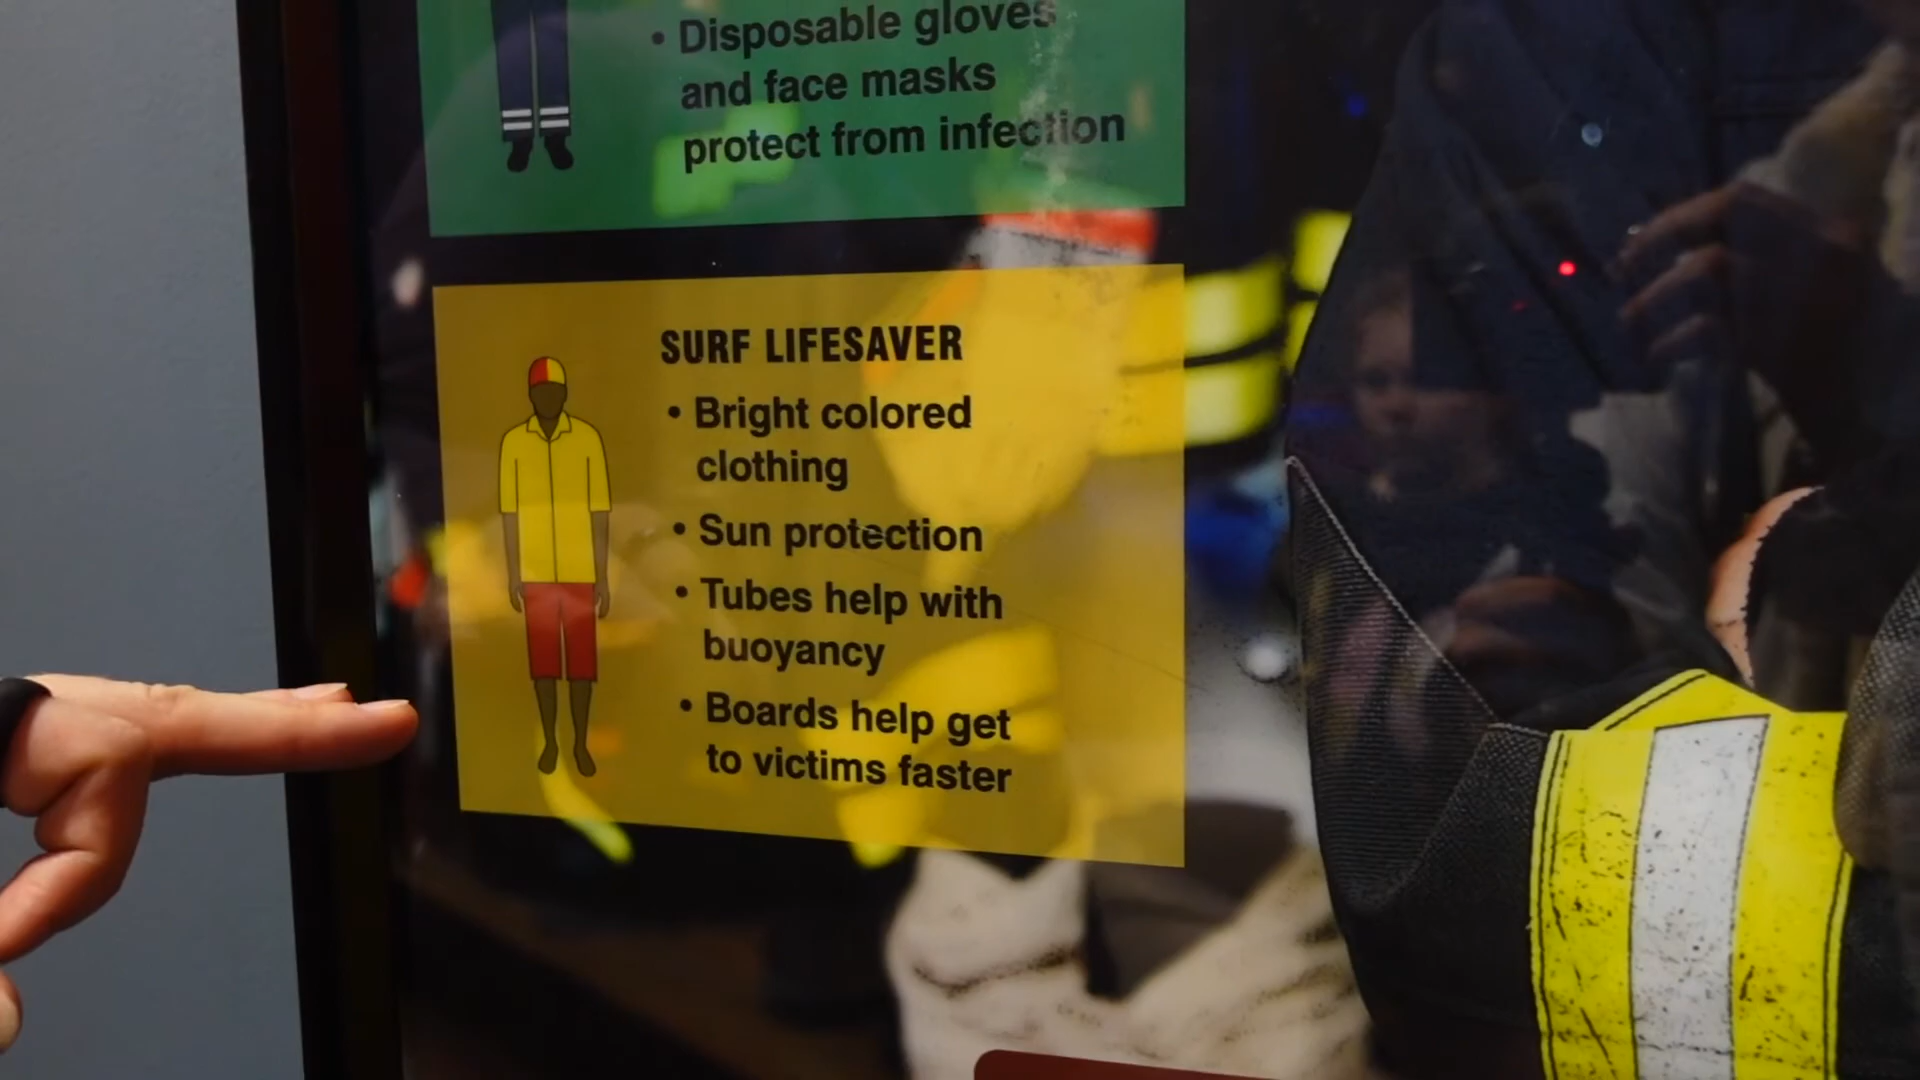 • Disposable gloves
and face masks
protect from infection
SURF LIFESAVER
• Bright colored
clothing
• Sun protection
• Tubes help with
buoyancy
• Boards help get
to victims faster